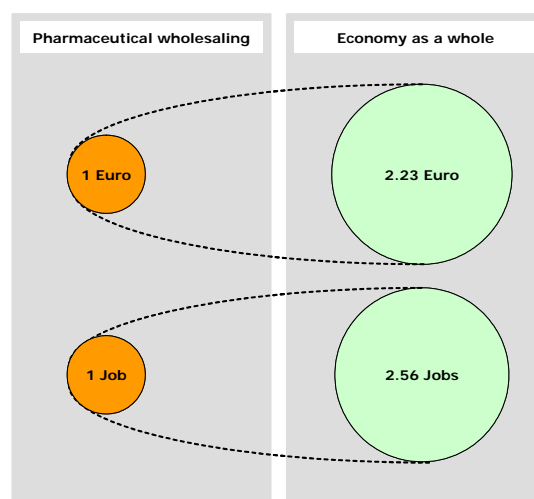 Pharmaceutical wholesaling
Economy as a whole
1 Euro
2.23 Euro
1 Job
2.56 Jobs